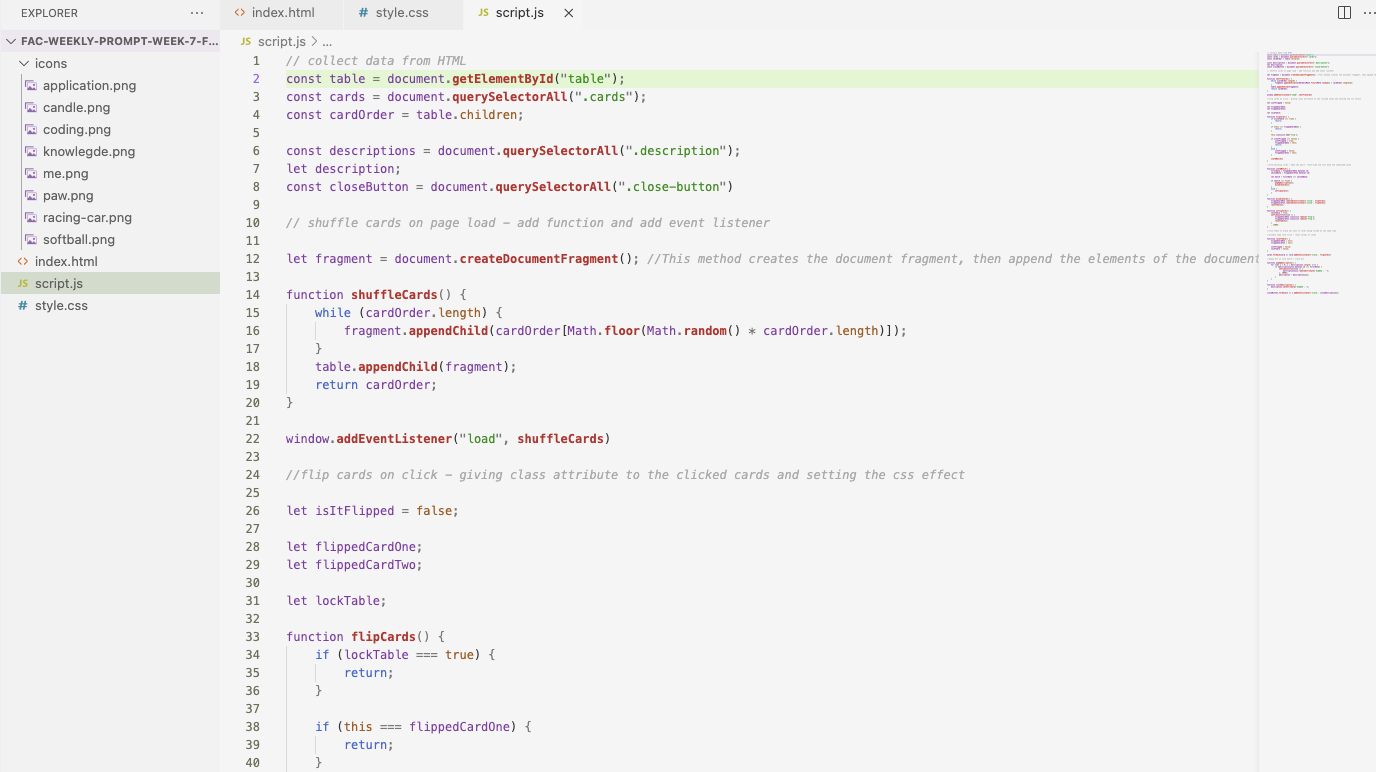 EXPLORER ···
FAC-WEEKLY-PROMPT-WEEK-7-F...
icons
application.png
candle.png
coding.png
knowlegde.png
me.png
paw.png
racing-car.png
softball.png
<> index.html
JS script.js
# style.css
<> index.html # style.css JS script.js ×
JS script.js > ...
1 // collect data from HTML
2 const table = document.getElementById("table");
3 const cards = document.querySelectorAll(".cards");
4 const cardOrder = table.children;
5
6 const descriptions = document.querySelectorAll(".description");
7 let description;
8 const closeButton = document.querySelectorAll(".close-button")
9
10 // shuffle cards on page load – add function and add event listener
11
12 let fragment = document.createDocumentFragment(); //This method creates the document fragment, then append the elements of the document
13
14 function shuffleCards() {
15 while (cardOrder.length) {
16 fragment.appendChild(cardOrder[Math.floor(Math.random() * cardOrder.length)]);
17 }
18 table.appendChild(fragment);
19 return cardOrder;
20 }
21
22 window.addEventListener("load", shuffleCards)
23
24 //flip cards on click – giving class attribute to the clicked cards and setting the css effect
25
26 let isItFlipped = false;
27
28 let flippedCardOne;
29 let flippedCardTwo;
30
31 let lockTable;
32
33 function flipCards() {
34 if (lockTable === true) {
35 return;
36 }
37
38 if (this === flippedCardOne) {
39 return;
40 }